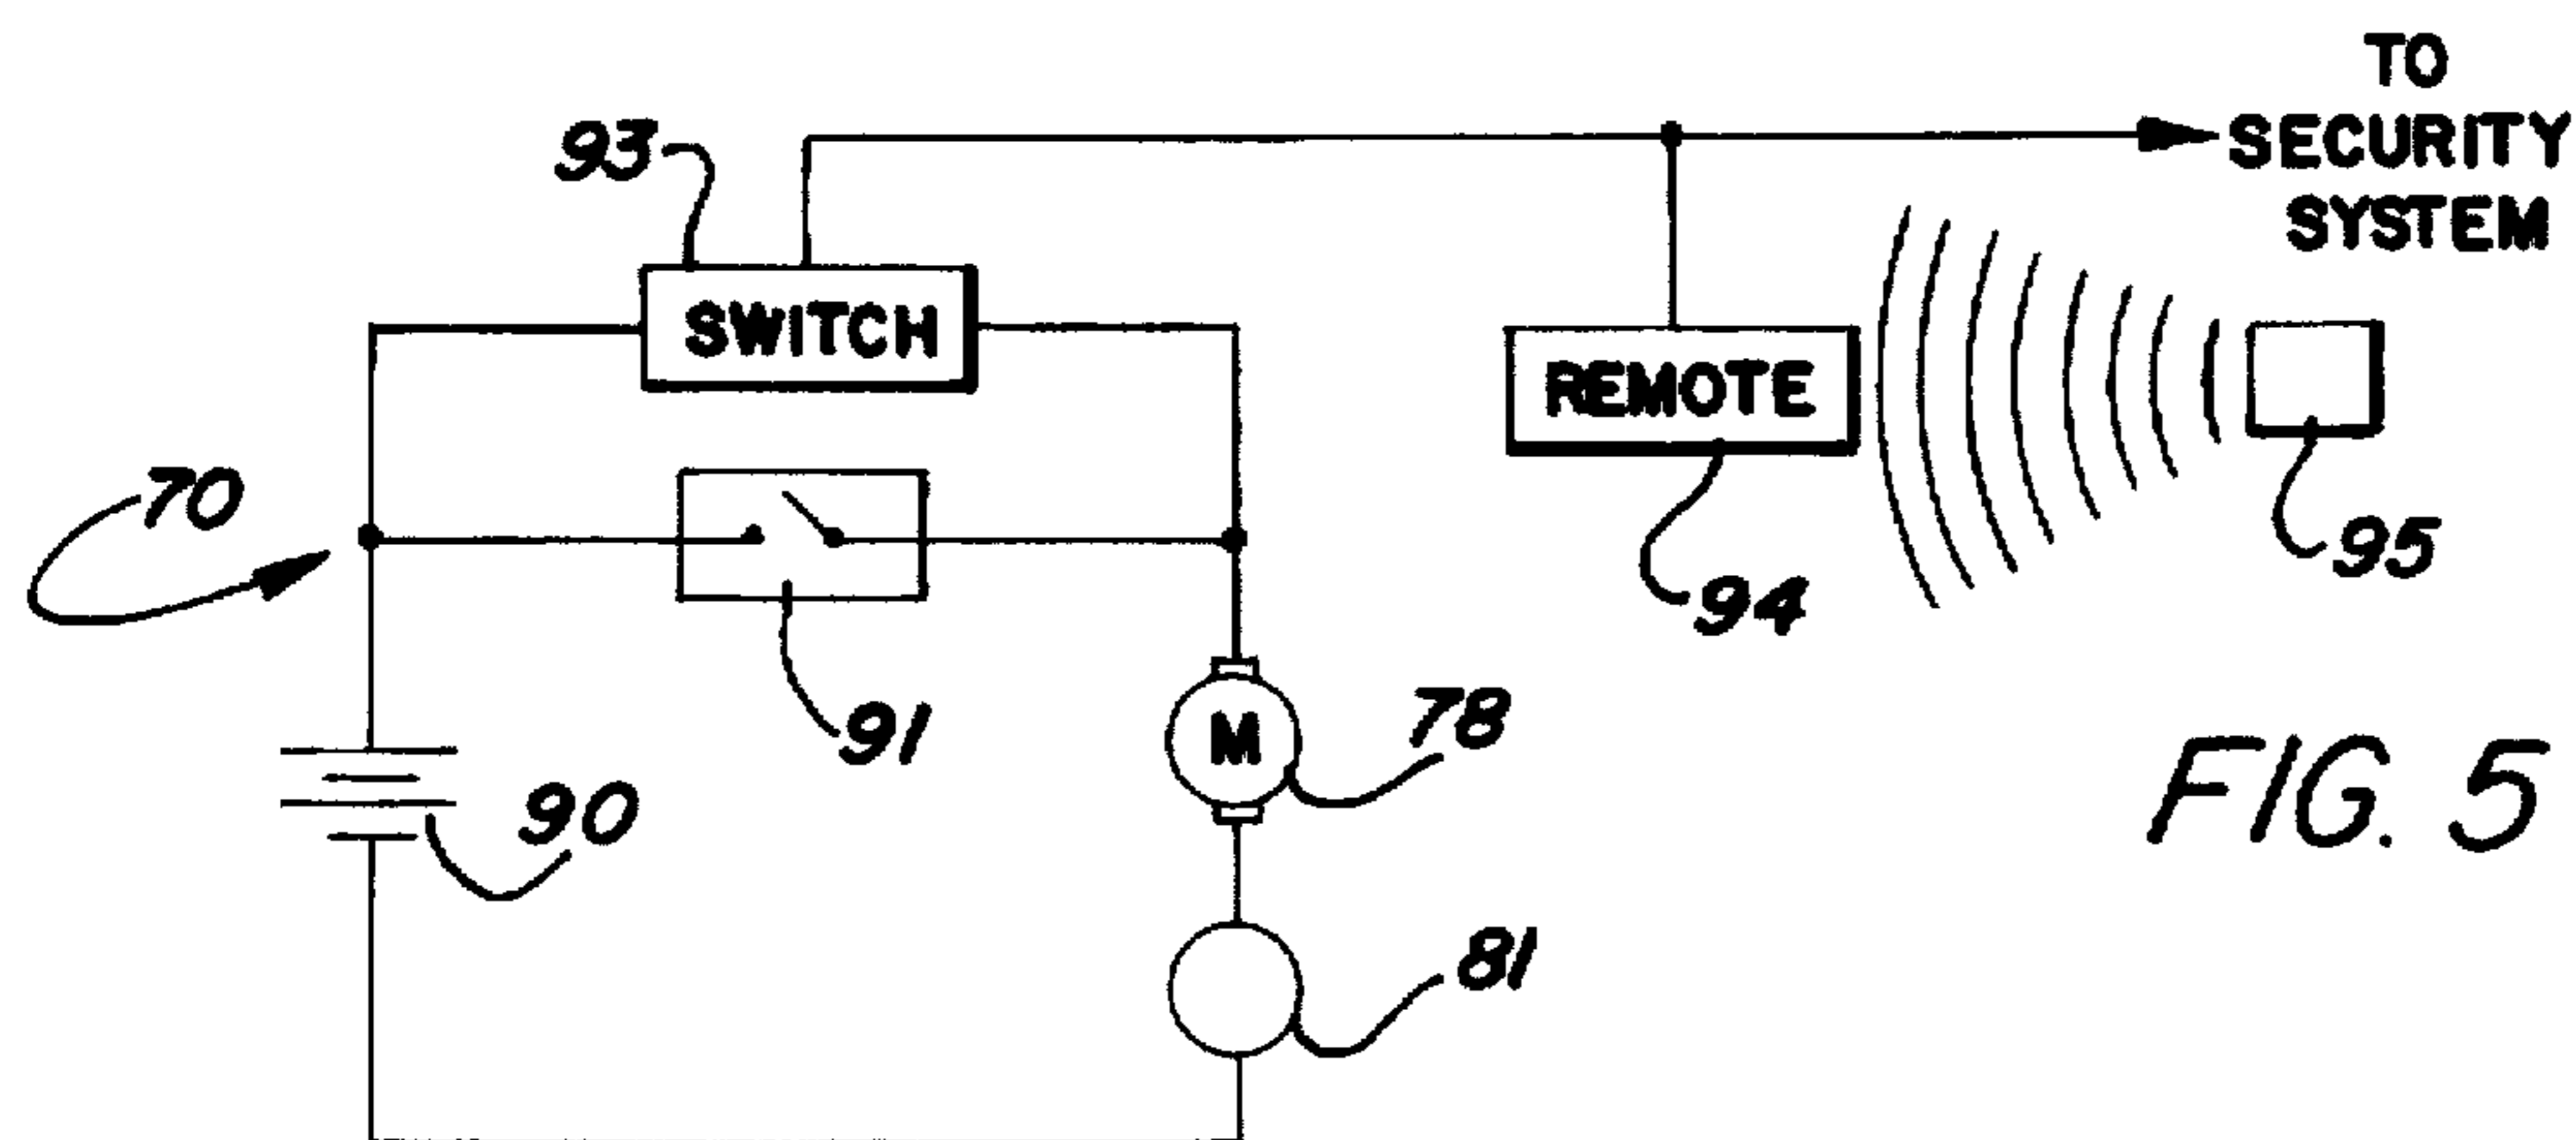 TO
SECURITY
SYSTEM
93
SWITCH
REMOTE
70
95
94
91
78
M
90
FIG. 5
81